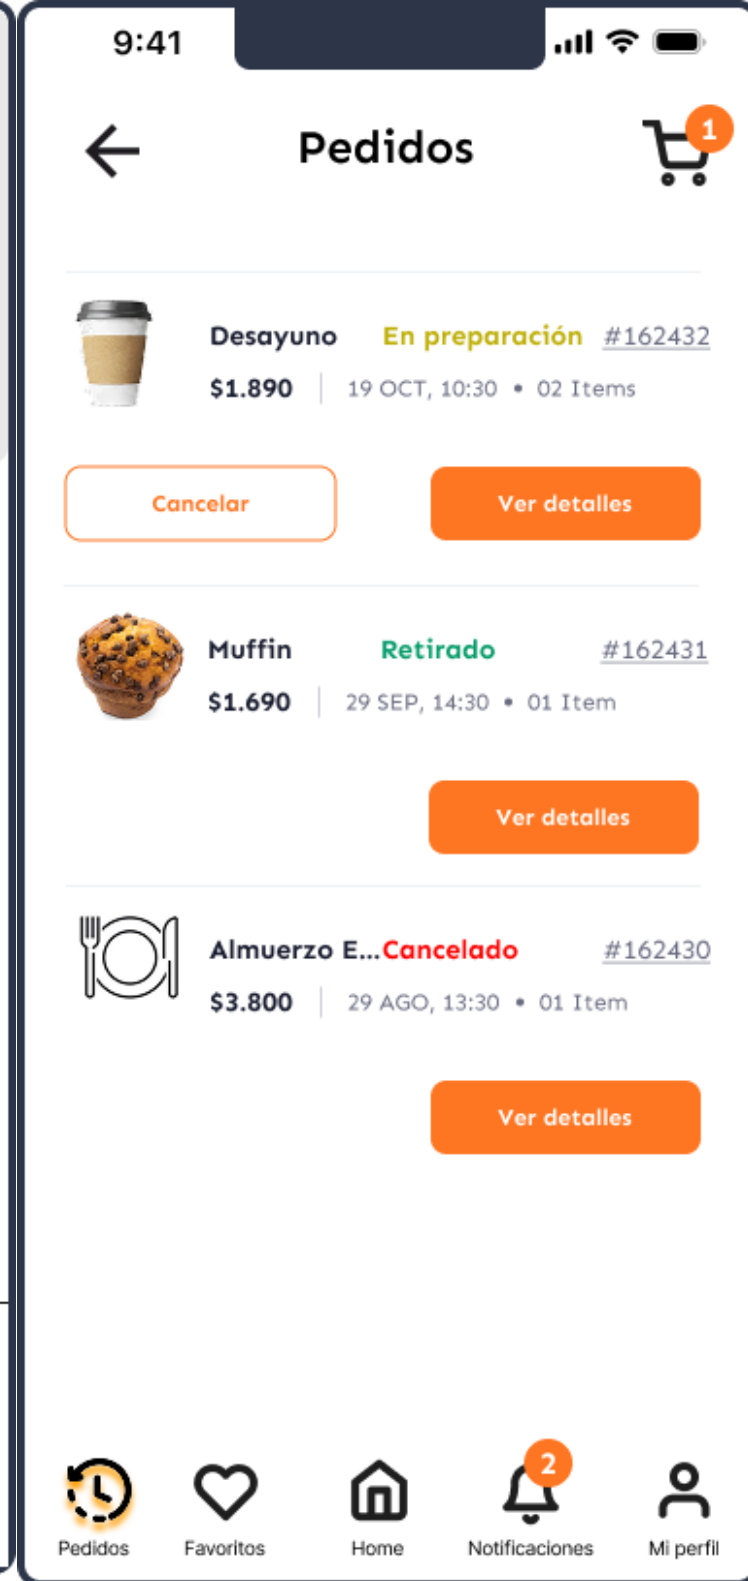 9:41
Pedidos
1
Desayuno En preparación #162432
$1.890 19 OCT, 10:30 • 02 Items
Cancelar Ver detalles
Muffin Retirado #162431
$1.690 29 SEP, 14:30 • 01 Item
Ver detalles
Almuerzo E... Cancelado #162430
$3.800 29 AGO, 13:30 • 01 Item
Ver detalles
2
Pedidos Favoritos Home Notificaciones Mi perfil